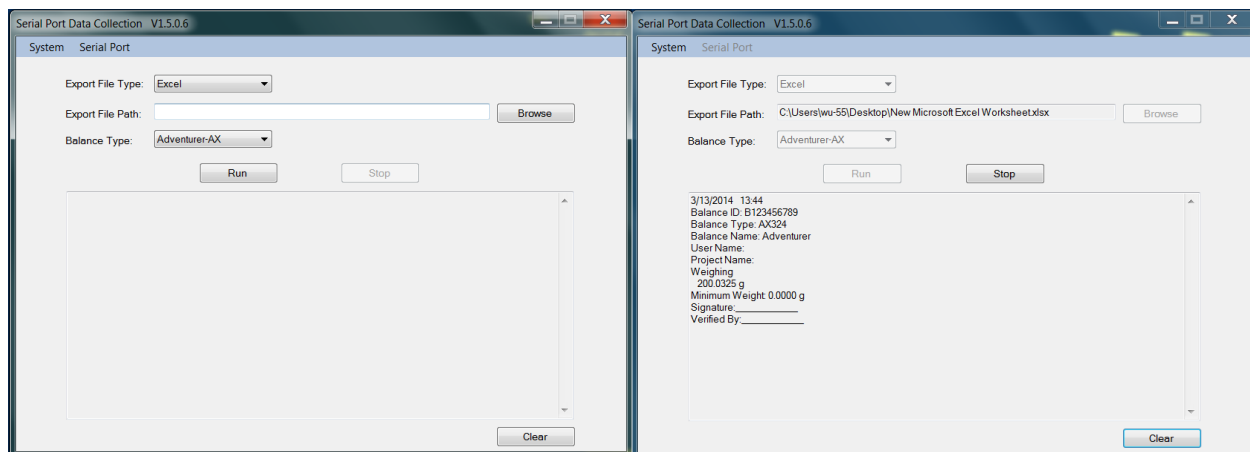 Serial Port Data Collection V1.5.0.6
System Serial Port
Export File Type: Excel
Export File Path:
Browse
Balance Type: Adventurer-AX
Run Stop
Clear
Serial Port Data Collection V1.5.0.6
System Serial Port
Export File Type: Excel
Export File Path: C:\Users\wu-55\Desktop\New Microsoft Excel Worksheet.xlsx Browse
Balance Type: Adventurer-AX
Run Stop
3/13/2014 13:44
Balance ID: B123456789
Balance Type: AX324
Balance Name: Adventurer
User Name:
Project Name:
Weighing
200.0325 g
Minimum Weight: 0.0000 g
Signature:____________
Verified By:____________
Clear